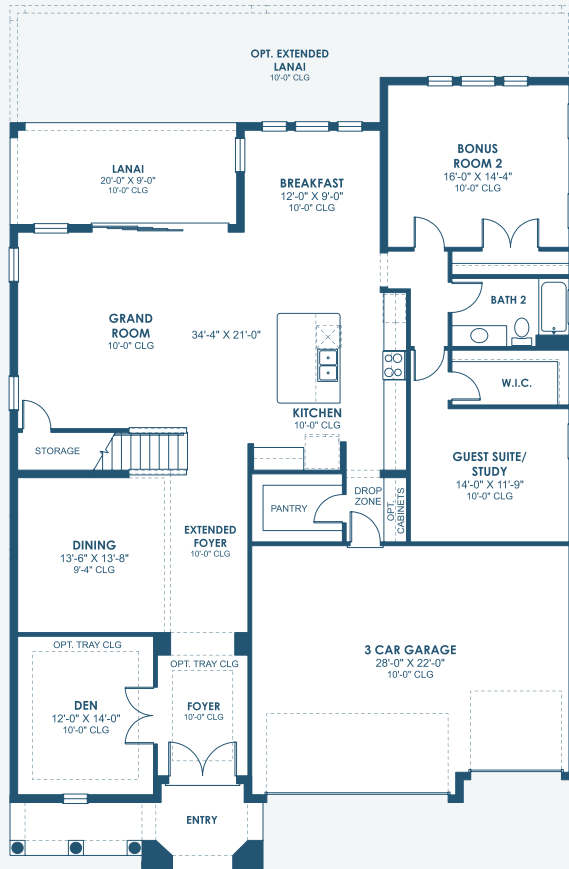 OPT. EXTENDED
LANAI
10'-0" CLG
LANAI
20'-0" X 9'-0"
10'-0" CLG
BREAKFAST
12'-0" X 9'-0"
10'-0" CLG
BONUS
ROOM 2
16'-0" X 14'-4"
10'-0" CLG
BATH 2
GRAND
ROOM
10'-0" CLG
34'-4" X 21'-0"
W.I.C.
KITCHEN
10'-0" CLG
STORAGE
GUEST SUITE/
STUDY
14'-0" X 11'-9"
10'-0" CLG
PANTRY
DROP
ZONE
OPT.
CABINETS
EXTENDED
FOYER
10'-0" CLG
DINING
13'-6" X 13'-8"
9'-4" CLG
OPT. TRAY CLG
DEN
12'-0" X 14'-0"
10'-0" CLG
OPT. TRAY CLG
FOYER
10'-0" CLG
3 CAR GARAGE
28'-0" X 22'-0"
10'-0" CLG
ENTRY